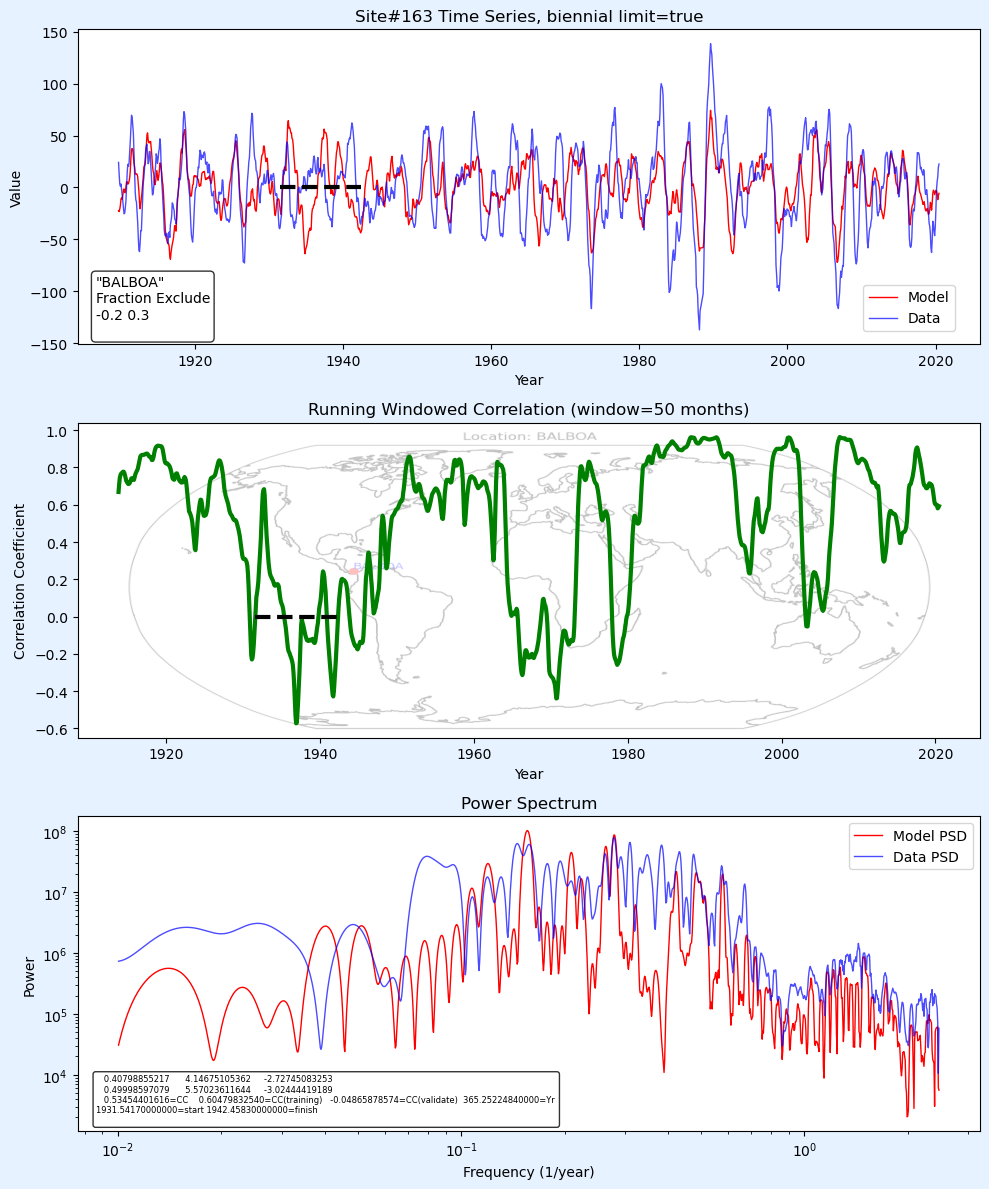 Site#163 Time Series, biennial limit=true
150
100
50
0
−50
−100
−150
Value
"BALBOA"
Fraction Exclude
-0.2 0.3
Model
Data
1920
1940
1960
1980
2000
2020
Year
Running Windowed Correlation (window=50 months)
1.0
0.8
0.6
0.4
0.2
0.0
−0.2
−0.4
−0.6
Correlation Coefficient
Location: BALBOA
BALBOA
1920
1940
1960
1980
2000
2020
Year
Power Spectrum
10^8
10^7
10^6
10^5
10^4
Power
Model PSD
Data PSD
0.40798855217 4.14675105362 -2.72745083253
0.49998597079 5.57023611644 -3.02444419189
0.53454401616=CC 0.60479832540=CC(training) -0.04865878574=CC(validate) 365.25224840000=Yr
1931.54170000000=start 1942.45830000000=finish
10^−2
10^−1
10^0
Frequency (1/year)